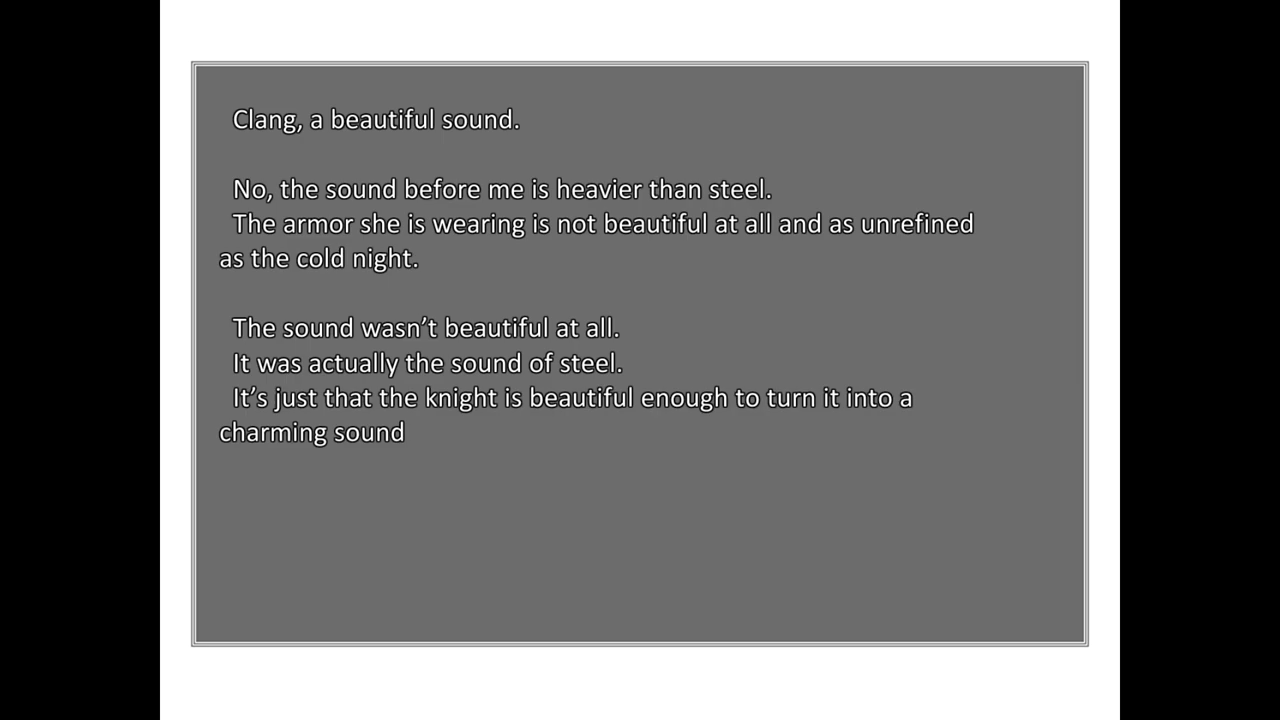 Clang, a beautiful sound.
No, the sound before me is heavier than steel.
The armor she is wearing is not beautiful at all and as unrefined
as the cold night.
The sound wasn’t beautiful at all.
It was actually the sound of steel.
It’s just that the knight is beautiful enough to turn it into a
charming sound